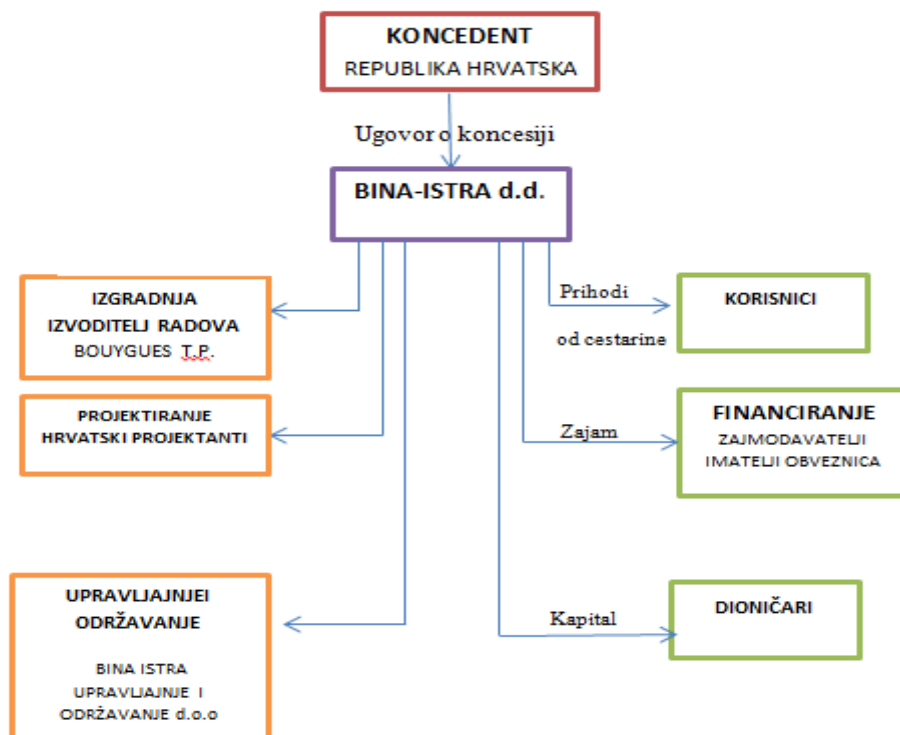 KONCEDENT
REPUBLIKA HRVATSKA
Ugovor o koncesiji
BINA-ISTRA d.d.
IZGRADNJA
IZVODITELJ RADOVA
BOUYGUES T.P.
PROJEKTIRANJE
HRVATSKI PROJEKTANTI
UPRAVLJAJNJEI
ODRŽAVANJE
BINA ISTRA
UPRAVLJAJNJE I
ODRŽAVANJE d.o.o
Prihodi
od cestarine
KORISNICI
Zajam
FINANCIRANJE
ZAJMODAVATELJI
IMATELJI OBVEZNICA
Kapital
DIONIČARI